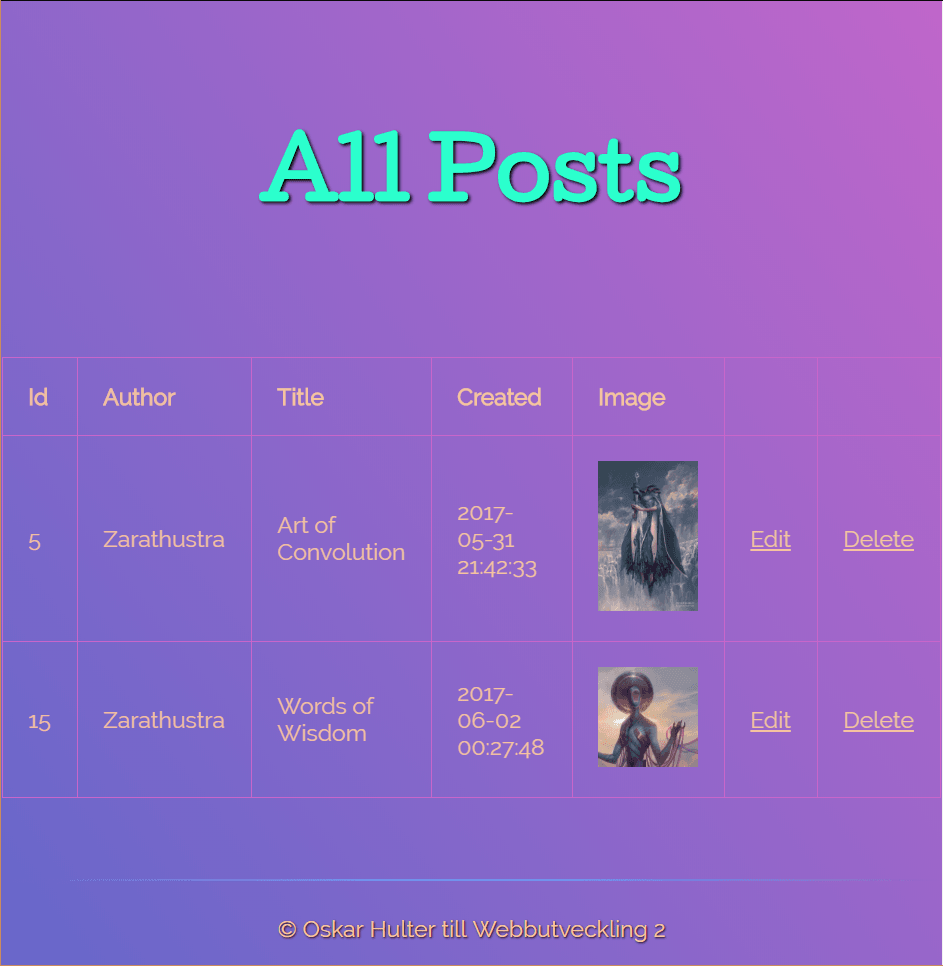 All Posts
Id Author Title Created Image
5 Zarathustra Art of Convolution 2017-05-31 21:42:33 Edit Delete
15 Zarathustra Words of Wisdom 2017-06-02 00:27:48 Edit Delete
© Oskar Hulter till Webbutveckling 2